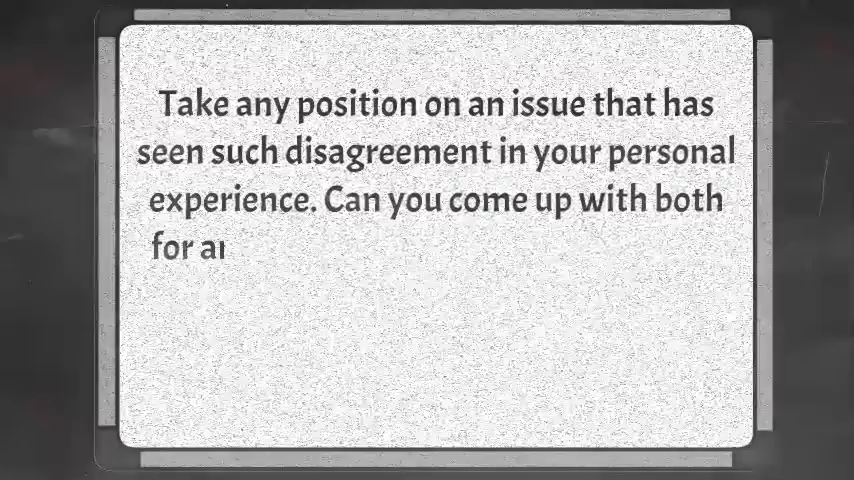 Take any position on an issue that has
seen such disagreement in your personal
experience. Can you come up with both
for